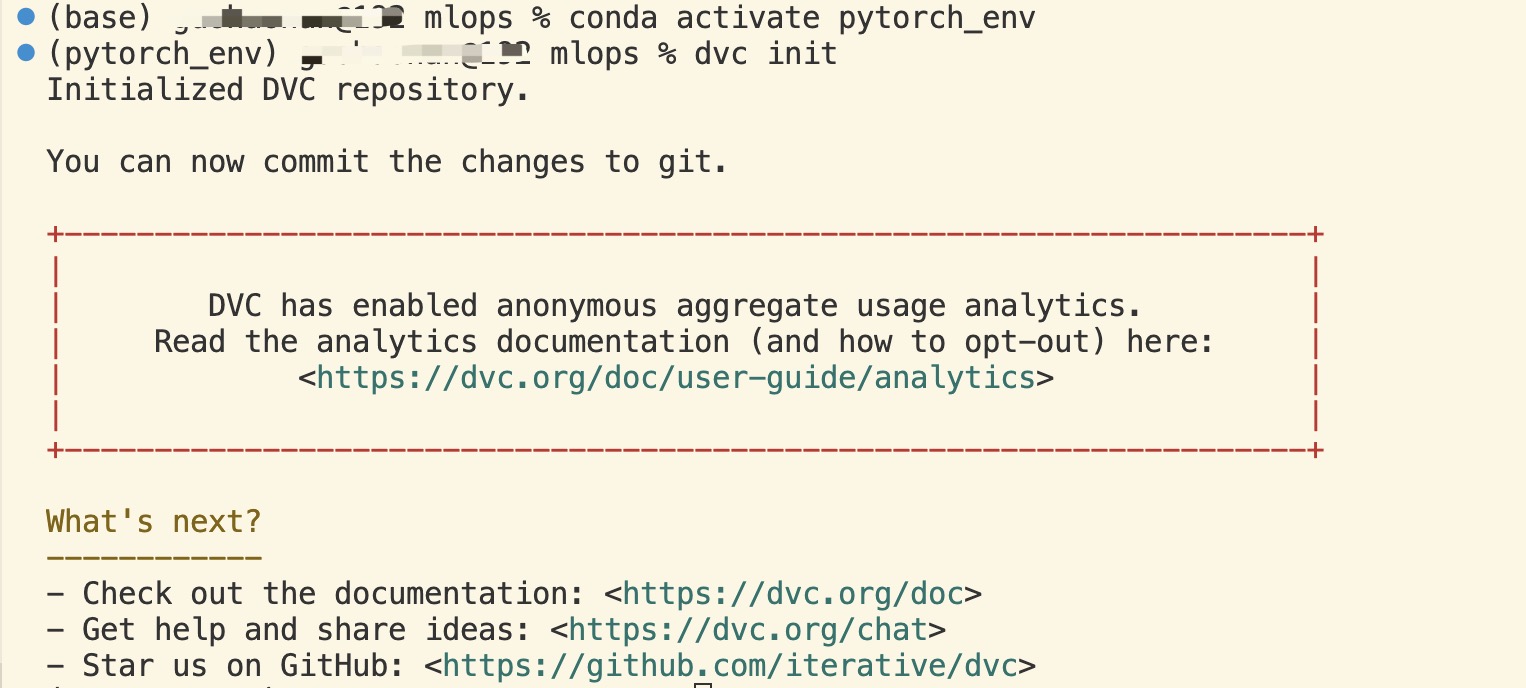 (base) mlops % conda activate pytorch_env
(pytorch_env) mlops % dvc init
Initialized DVC repository.
You can now commit the changes to git.
DVC has enabled anonymous aggregate usage analytics.
Read the analytics documentation (and how to opt-out) here:
<https://dvc.org/doc/user-guide/analytics>
What's next?
------------
- Check out the documentation: <https://dvc.org/doc>
- Get help and share ideas: <https://dvc.org/chat>
- Star us on GitHub: <https://github.com/iterative/dvc>